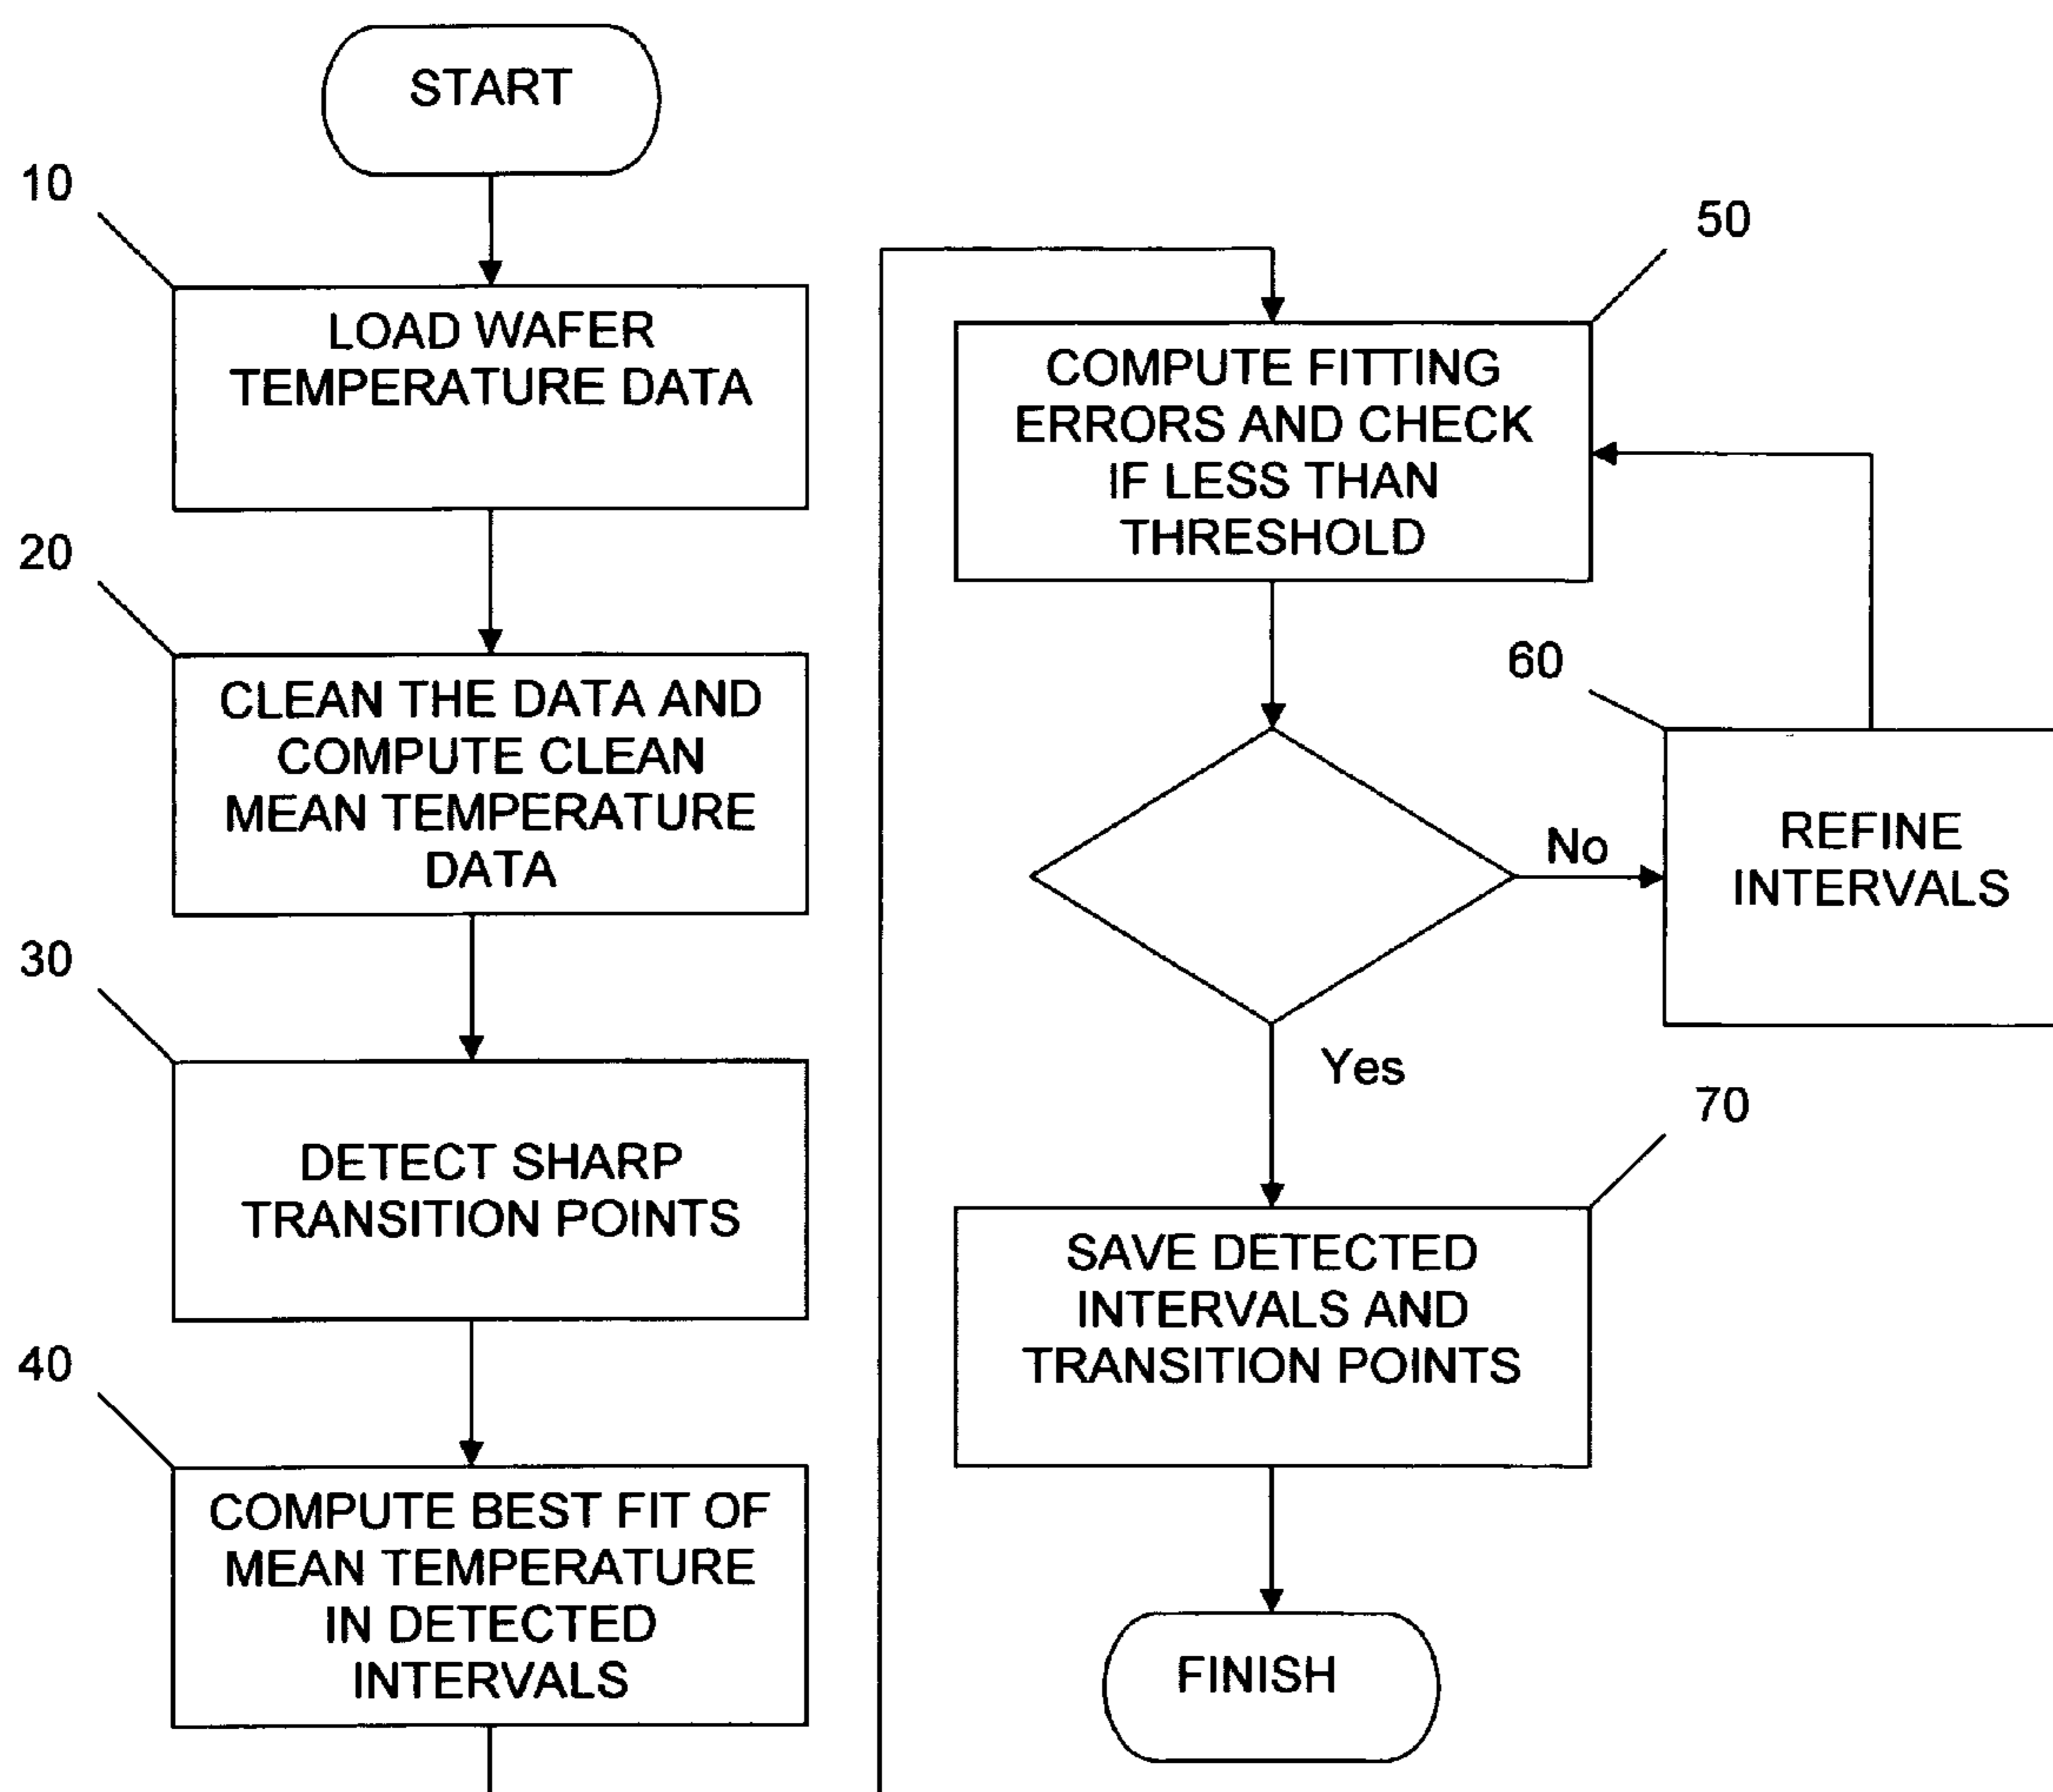 START
10
LOAD WAFER
TEMPERATURE DATA
20
CLEAN THE DATA AND
COMPUTE CLEAN
MEAN TEMPERATURE
DATA
30
DETECT SHARP
TRANSITION POINTS
40
COMPUTE BEST FIT OF
MEAN TEMPERATURE
IN DETECTED
INTERVALS
50
COMPUTE FITTING
ERRORS AND CHECK
IF LESS THAN
THRESHOLD
60
No
REFINE
INTERVALS
Yes
70
SAVE DETECTED
INTERVALS AND
TRANSITION POINTS
FINISH